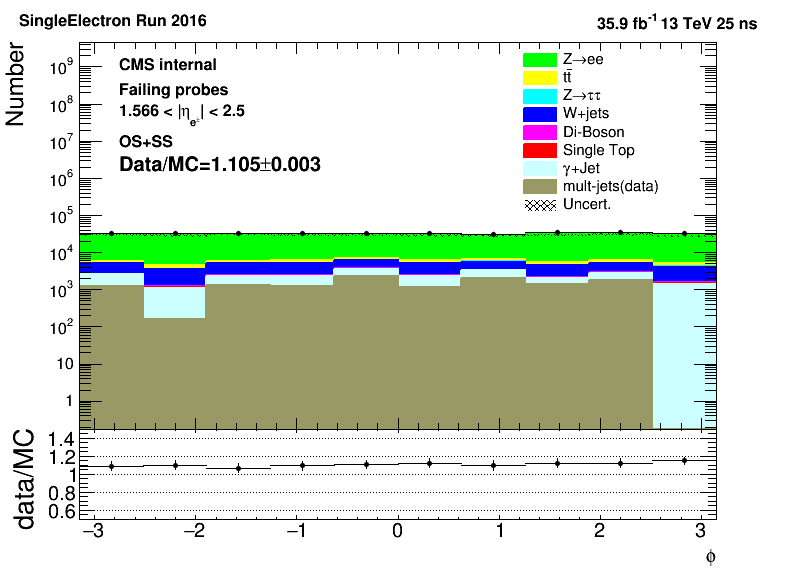 SingleElectron Run 2016
35.9 fb⁻¹ 13 TeV 25 ns
Number
10⁹
10⁸
10⁷
10⁶
10⁵
10⁴
10³
10²
10
1
CMS internal
Failing probes
1.566 < |η_e±| < 2.5
OS+SS
Data/MC=1.105±0.003
Z→ee
tt̄
Z→ττ
W+jets
Di-Boson
Single Top
γ+Jet
mult-jets(data)
Uncert.
data/MC
1.4
1.2
1
0.8
0.6
−3 −2 −1 0 1 2 3
ϕ